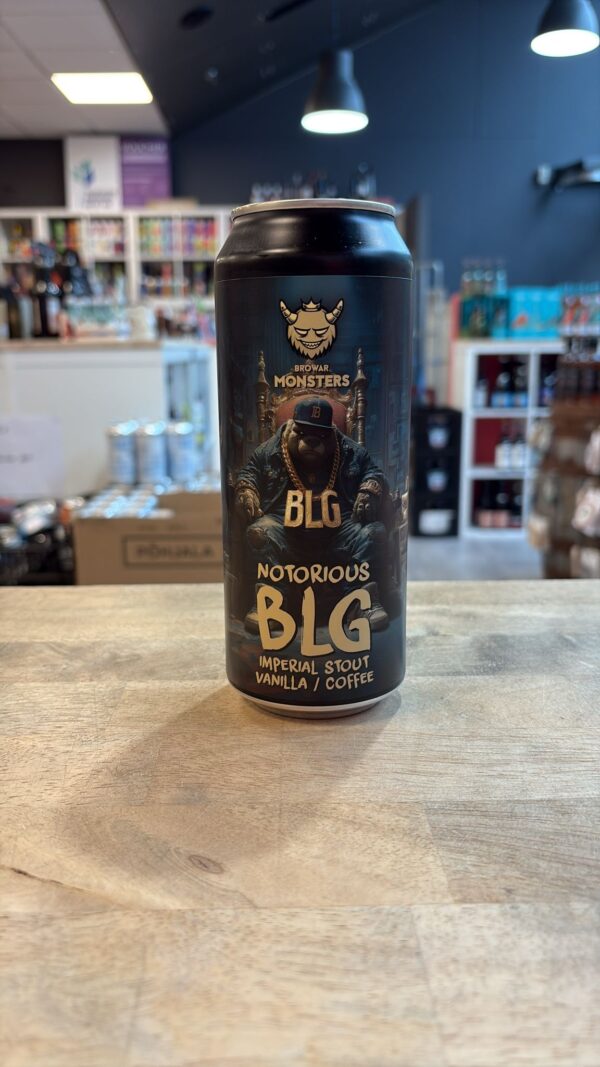 BROWAR
MONSTERS
B
BLG
NOTORIOUS
BLG
IMPERIAL STOUT
VANILLA / COFFEE
PÕHJALA